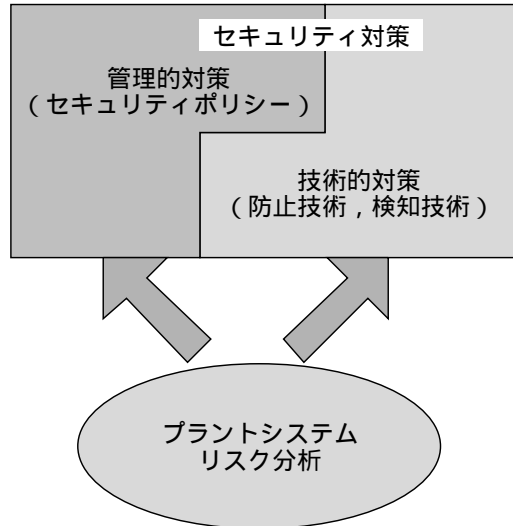 セキュリティ対策
管理的対策
(セキュリティポリシー)
技術的対策
(防止技術,検知技術)
プラントシステム
リスク分析